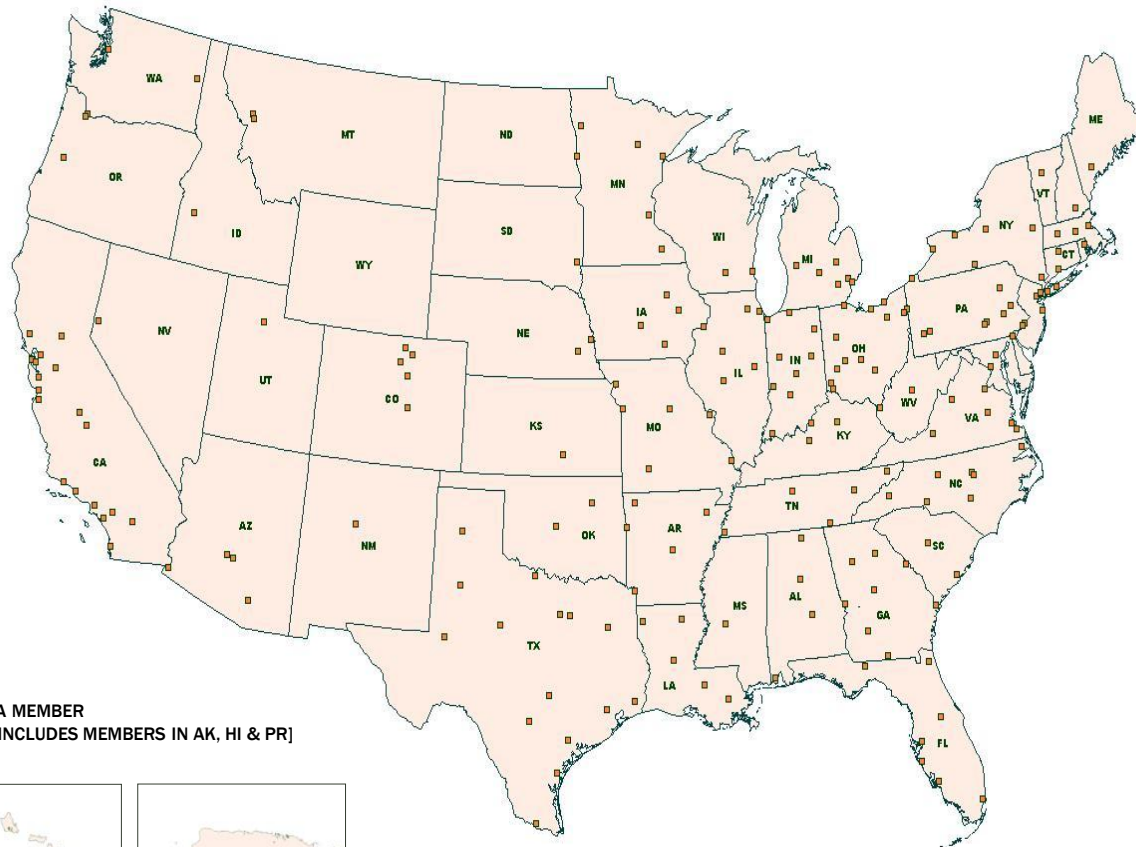 WA
ME
MT
ND
OR
MN
VT
NY
ID
SD
WI
MI
CT
WY
PA
IA
NV
NE
OH
IN
UT
IL
CO
WV
VA
KS
MO
KY
CA
NC
TN
AZ
OK
AR
NM
SC
MS
AL
GA
TX
LA
A MEMBER
INCLUDES MEMBERS IN AK, HI & PR]
FL